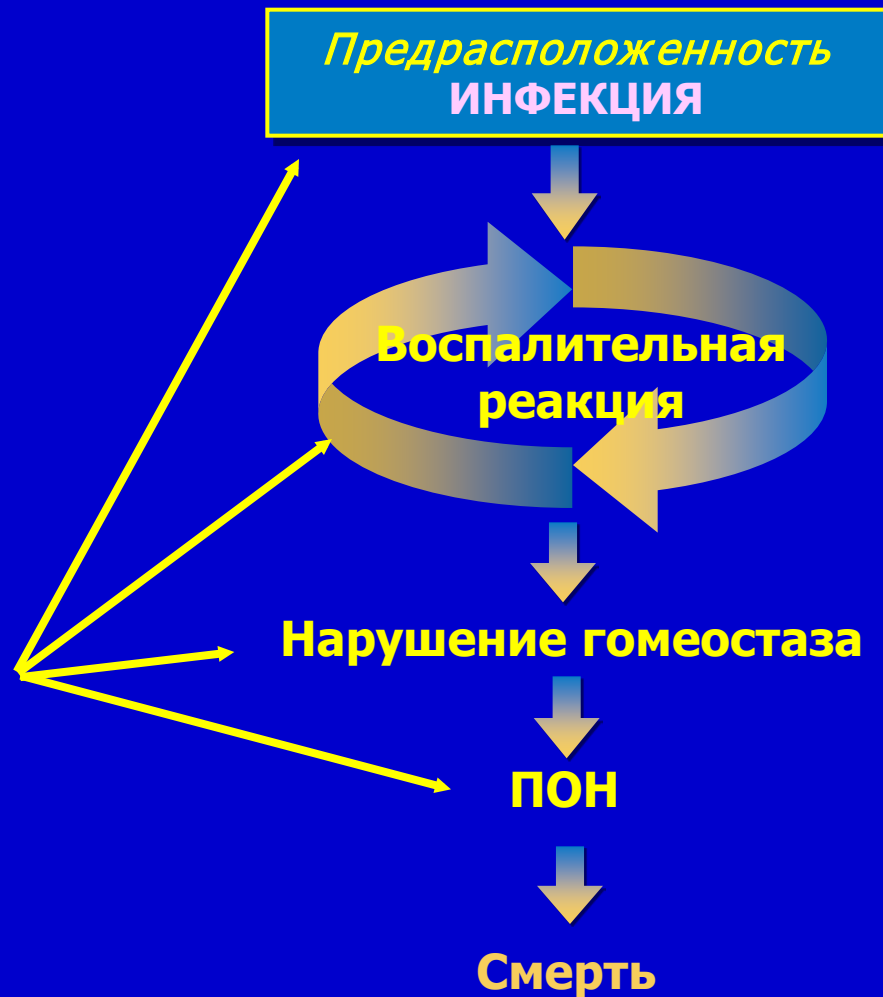 Предрасположенность
ИНФЕКЦИЯ
Воспалительная
реакция
Нарушение гомеостаза
ПОН
Смерть